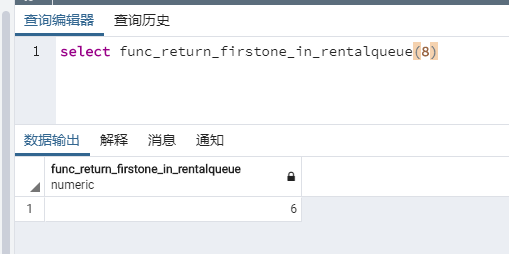 查询编辑器 查询历史
1 select func_return_firstone_in_rentalqueue(8)
数据输出 解释 消息 通知
func_return_firstone_in_rentalqueue
numeric
1 6